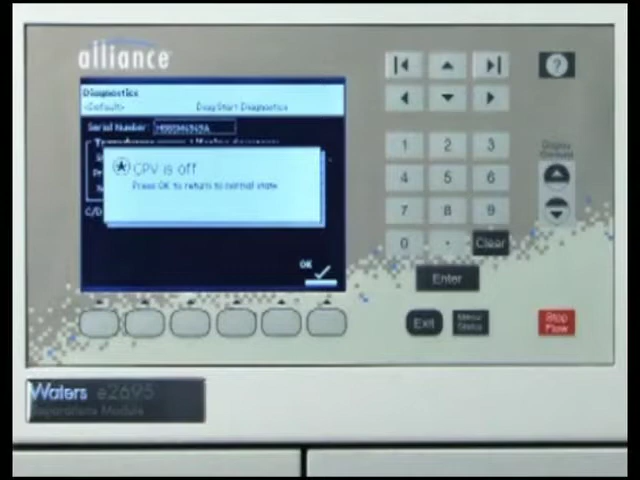 alliance
Diagnostics
<Default> Diag Start Diagnostics
Serial Number:
CPV is off
Press OK to return to normal state
C/D
OK
?
1 2 3
4 5 6
7 8 9
0 . Clear
Enter
Exit Menu/Status Stop Flow
Display Contrast
Waters e2695
Separations Module